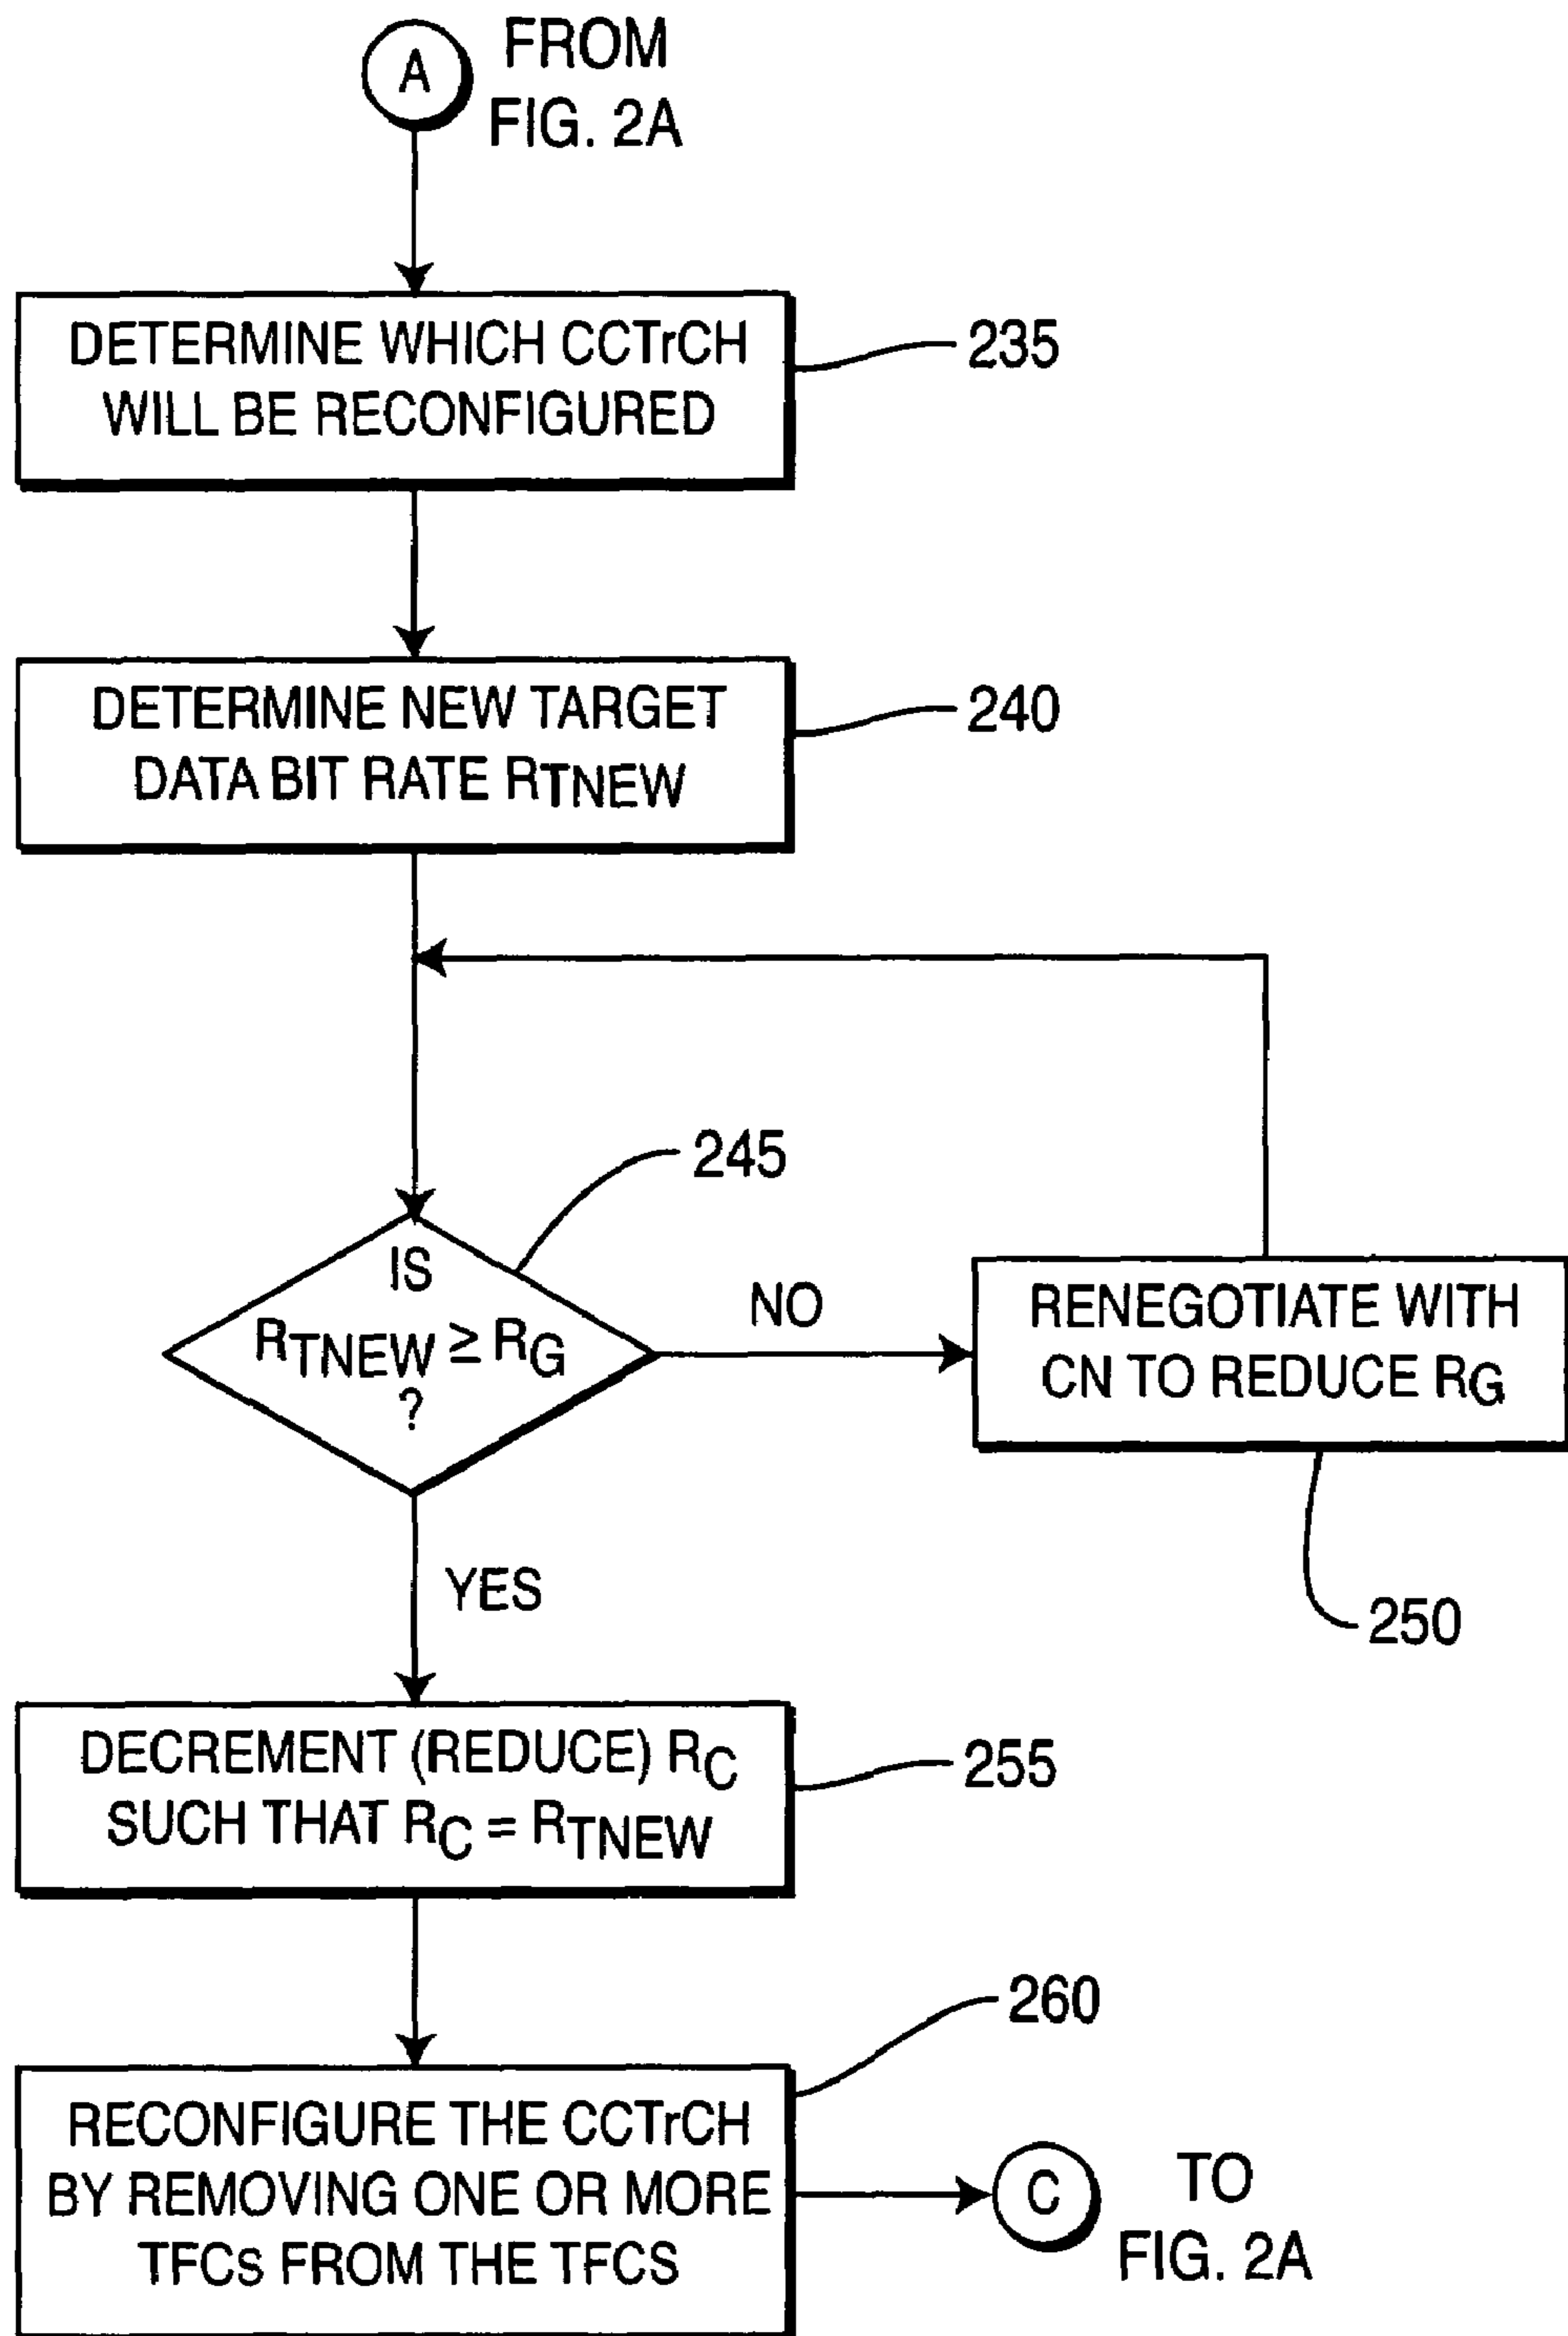 A
FROM
FIG. 2A
DETERMINE WHICH CCTrCH
WILL BE RECONFIGURED
235
DETERMINE NEW TARGET
DATA BIT RATE RTNEW
240
245
IS
RTNEW ≥ RG
?
NO
RENEGOTIATE WITH
CN TO REDUCE RG
250
YES
DECREMENT (REDUCE) RC
SUCH THAT RC = RTNEW
255
260
RECONFIGURE THE CCTrCH
BY REMOVING ONE OR MORE
TFCs FROM THE TFCS
C
TO
FIG. 2A